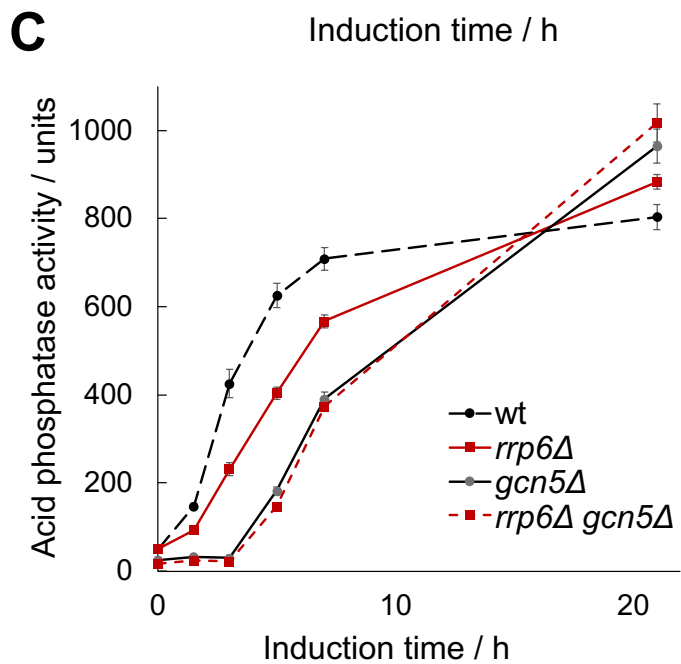 C
Induction time / h
Acid phosphatase activity / units
1000
800
600
400
200
0
0 10 20
Induction time / h
wt
rrp6Δ
gcn5Δ
rrp6Δ gcn5Δ